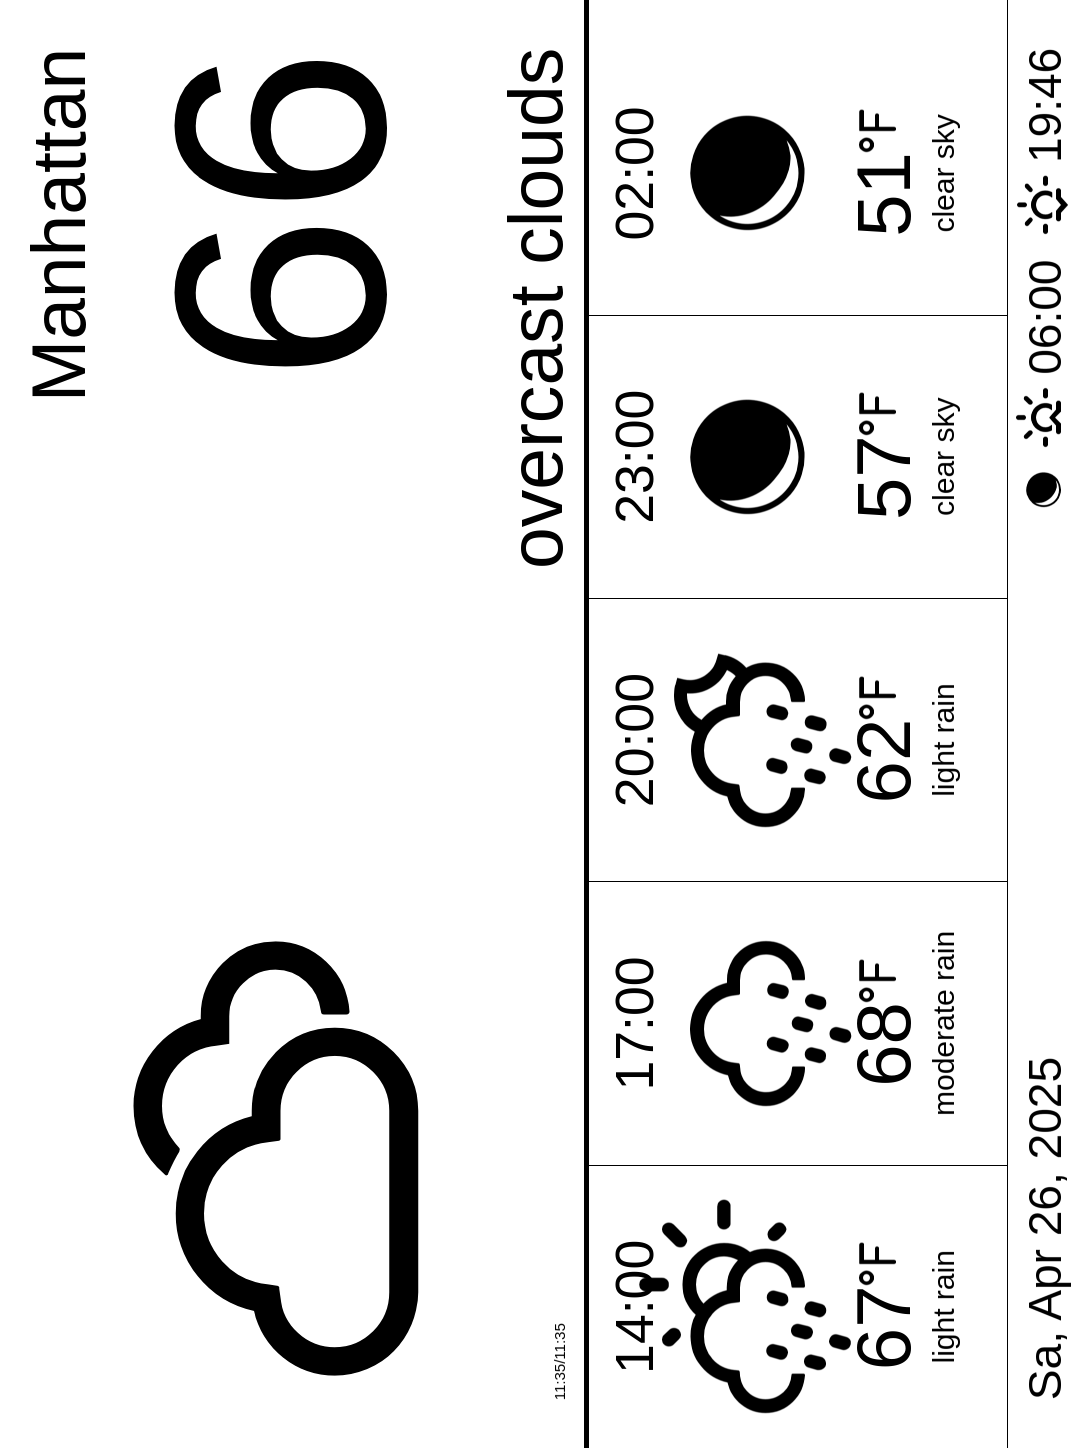 Manhattan
66
overcast clouds
11:35/11:35
14:00 17:00 20:00 23:00 02:00
67°F 68°F 62°F 57°F 51°F
light rain moderate rain light rain clear sky clear sky
Sa, Apr 26, 2025 06:00 19:46